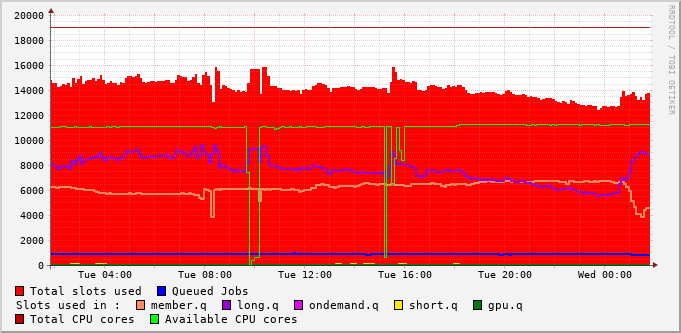 20000
18000
16000
14000
12000
10000
8000
6000
4000
2000
0
Tue 04:00 Tue 08:00 Tue 12:00 Tue 16:00 Tue 20:00 Wed 00:00
RRDTOOL / TOBI OETIKER
Total slots used Queued Jobs
Slots used in : member.q long.q ondemand.q short.q gpu.q
Total CPU cores Available CPU cores